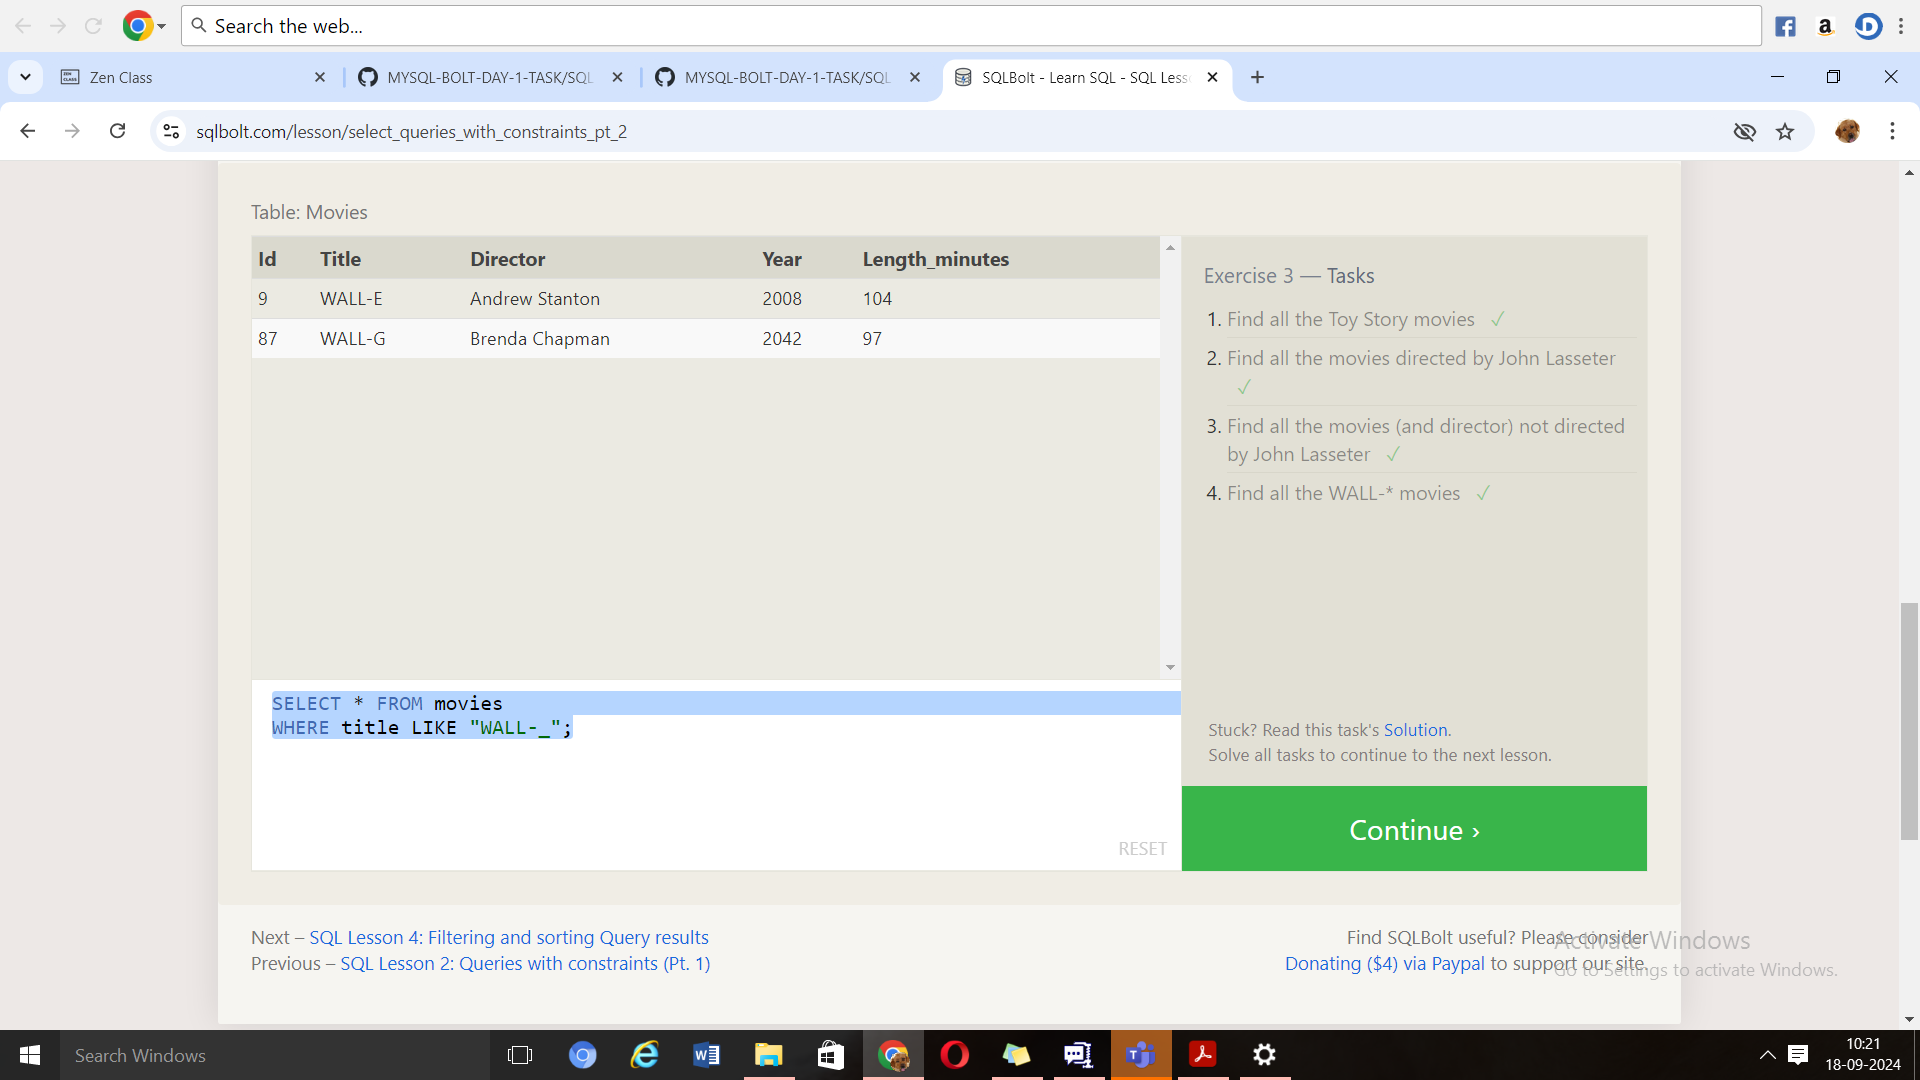 Search the web...
Zen Class
MYSQL-BOLT-DAY-1-TASK/SQL
MYSQL-BOLT-DAY-1-TASK/SQL
SQLBolt - Learn SQL - SQL Less
sqlbolt.com/lesson/select_queries_with_constraints_pt_2
Table: Movies
Id Title Director Year Length_minutes
9 WALL-E Andrew Stanton 2008 104
87 WALL-G Brenda Chapman 2042 97
SELECT * FROM movies
WHERE title LIKE "WALL-_";
RESET
Exercise 3 — Tasks
1. Find all the Toy Story movies ✓
2. Find all the movies directed by John Lasseter
✓
3. Find all the movies (and director) not directed
by John Lasseter ✓
4. Find all the WALL-* movies ✓
Stuck? Read this task's Solution.
Solve all tasks to continue to the next lesson.
Continue ›
Next – SQL Lesson 4: Filtering and sorting Query results
Previous – SQL Lesson 2: Queries with constraints (Pt. 1)
Find SQLBolt useful? Please consider
Donating ($4) via Paypal to support our site.
Activate Windows
Go to Settings to activate Windows.
Search Windows
10:21
18-09-2024